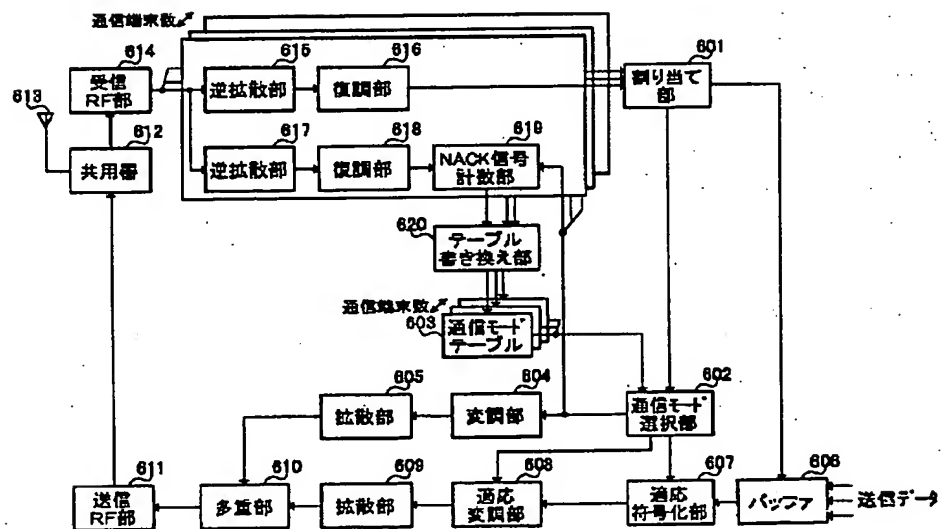 通信端末数
614
615
616
601
受信
RF部
逆拡散部
復調部
割り当て
部
613
612
617
618
619
共用器
逆拡散部
復調部
NACK信号
計数部
620
テーブル
書き換え部
通信端末数
603
通信モード
テーブル
605
604
602
拡散部
変調部
通信モード
選択部
611
610
609
608
607
606
送信
RF部
多重部
拡散部
適応
変調部
適応
符号化部
バッファ
送信データ